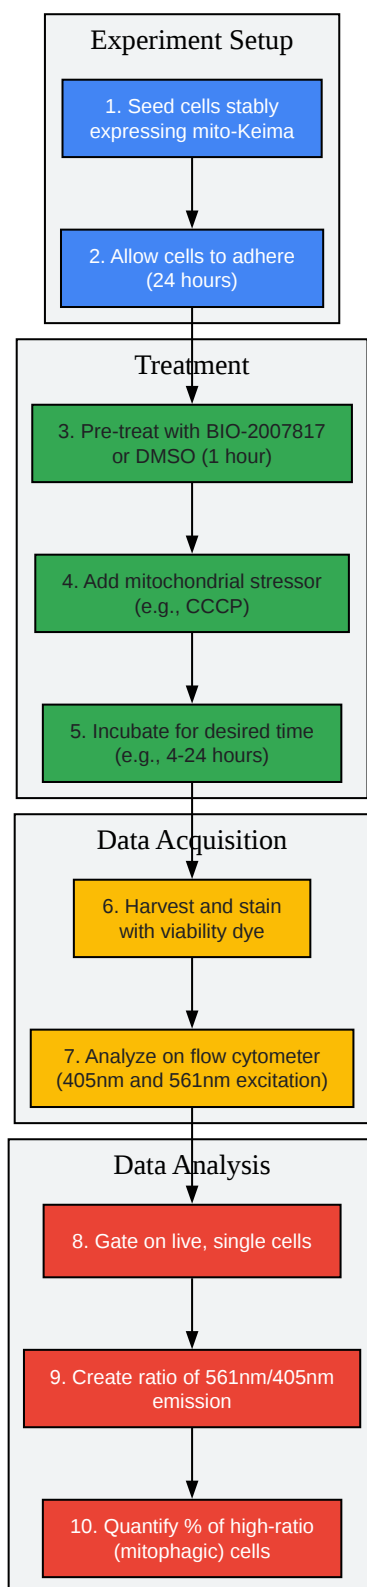 Experiment Setup
1. Seed cells stably
expressing mito-Keima
2. Allow cells to adhere
(24 hours)
Treatment
3. Pre-treat with BIO-2007817
or DMSO (1 hour)
4. Add mitochondrial stressor
(e.g., CCCP)
5. Incubate for desired time
(e.g., 4-24 hours)
Data Acquisition
6. Harvest and stain
with viability dye
7. Analyze on flow cytometer
(405nm and 561nm excitation)
Data Analysis
8. Gate on live, single cells
9. Create ratio of 561nm/405nm
emission
10. Quantify % of high-ratio
(mitophagic) cells